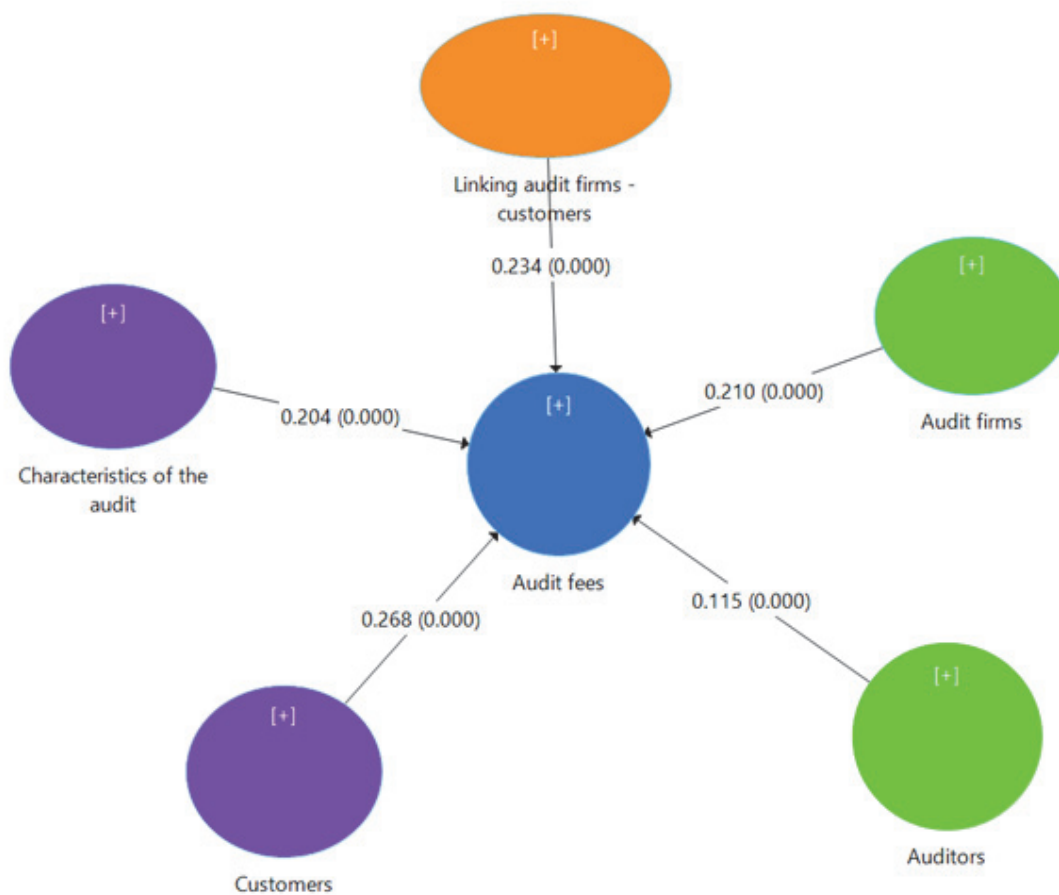 [+]
Linking audit firms -
customers
0.234 (0.000)
[+]
Audit firms
[+]
Characteristics of the
audit
0.204 (0.000)
0.210 (0.000)
[+]
Audit fees
0.268 (0.000)
0.115 (0.000)
[+]
Customers
[+]
Auditors